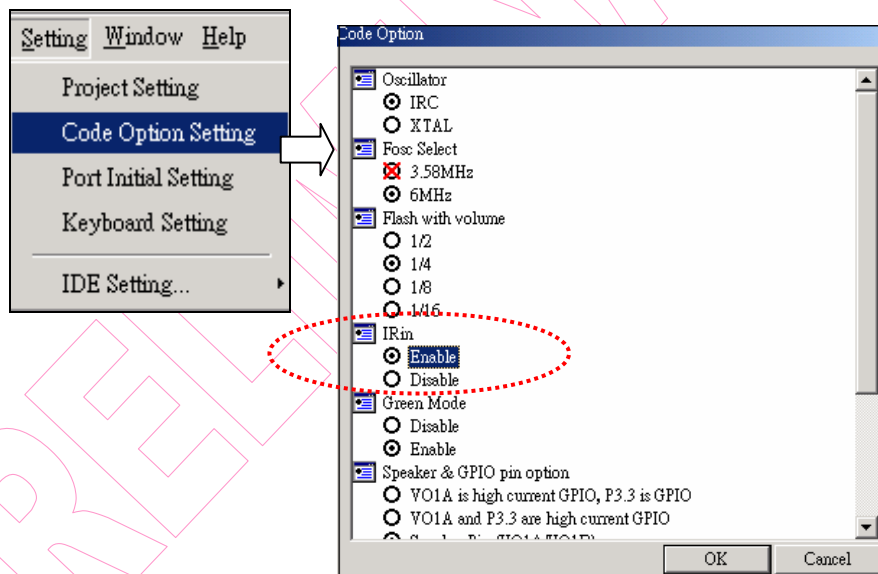 Setting Window Help
Project Setting
Code Option Setting
Port Initial Setting
Keyboard Setting
IDE Setting...
Code Option
Oscillator
IRC
XTAL
Fosc Select
3.58MHz
6MHz
Flash with volume
1/2
1/4
1/8
1/16
IRin
Enable
Disable
Green Mode
Disable
Enable
Speaker & GPIO pin option
VO1A is high current GPIO, P3.3 is GPIO
VO1A and P3.3 are high current GPIO
OK Cancel